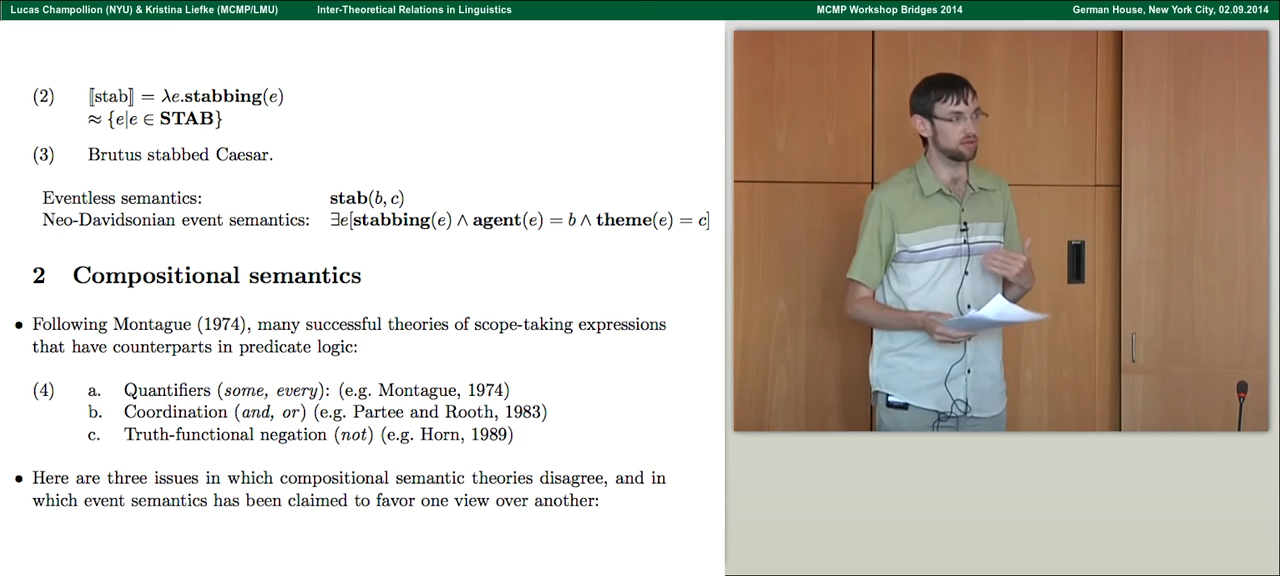 Lucas Champollion (NYU) & Kristina Liefke (MCMP/LMU) Inter-Theoretical Relations in Linguistics MCMP Workshop Bridges 2014 German House, New York City, 02.09.2014
(2) ⟦stab⟧ = λe.stabbing(e)
≈ {e|e ∈ STAB}
(3) Brutus stabbed Caesar.
Eventless semantics: stab(b, c)
Neo-Davidsonian event semantics: ∃e[stabbing(e) ∧ agent(e) = b ∧ theme(e) = c]
2 Compositional semantics
• Following Montague (1974), many successful theories of scope-taking expressions
that have counterparts in predicate logic:
(4) a. Quantifiers (some, every): (e.g. Montague, 1974)
b. Coordination (and, or) (e.g. Partee and Rooth, 1983)
c. Truth-functional negation (not) (e.g. Horn, 1989)
• Here are three issues in which compositional semantic theories disagree, and in
which event semantics has been claimed to favor one view over another: